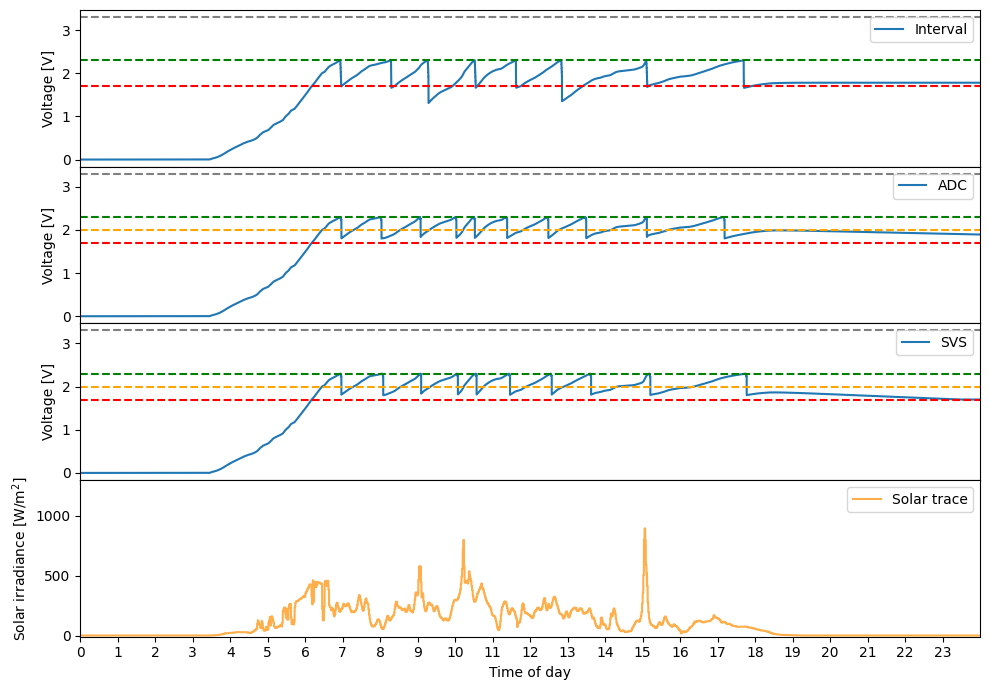 Voltage [V]
3
2
1
0
Interval
Voltage [V]
3
2
1
0
ADC
Voltage [V]
3
2
1
0
SVS
Solar irradiance [W/m²]
1000
500
0
Solar trace
0 1 2 3 4 5 6 7 8 9 10 11 12 13 14 15 16 17 18 19 20 21 22 23
Time of day